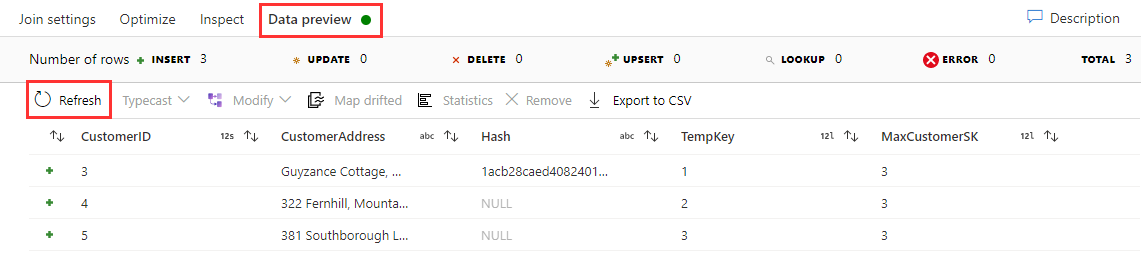 Join settings Optimize Inspect Data preview Description
Number of rows INSERT 3 UPDATE 0 DELETE 0 UPSERT 0 LOOKUP 0 ERROR 0 TOTAL 3
Refresh Typecast Modify Map drifted Statistics Remove Export to CSV
CustomerID 12s CustomerAddress abc Hash abc TempKey 12l MaxCustomerSK 12l
3 Guyzance Cottage, ... 1acb28caed4082401... 1 3
4 322 Fernhill, Mounta... NULL 2 3
5 381 Southborough L... NULL 3 3